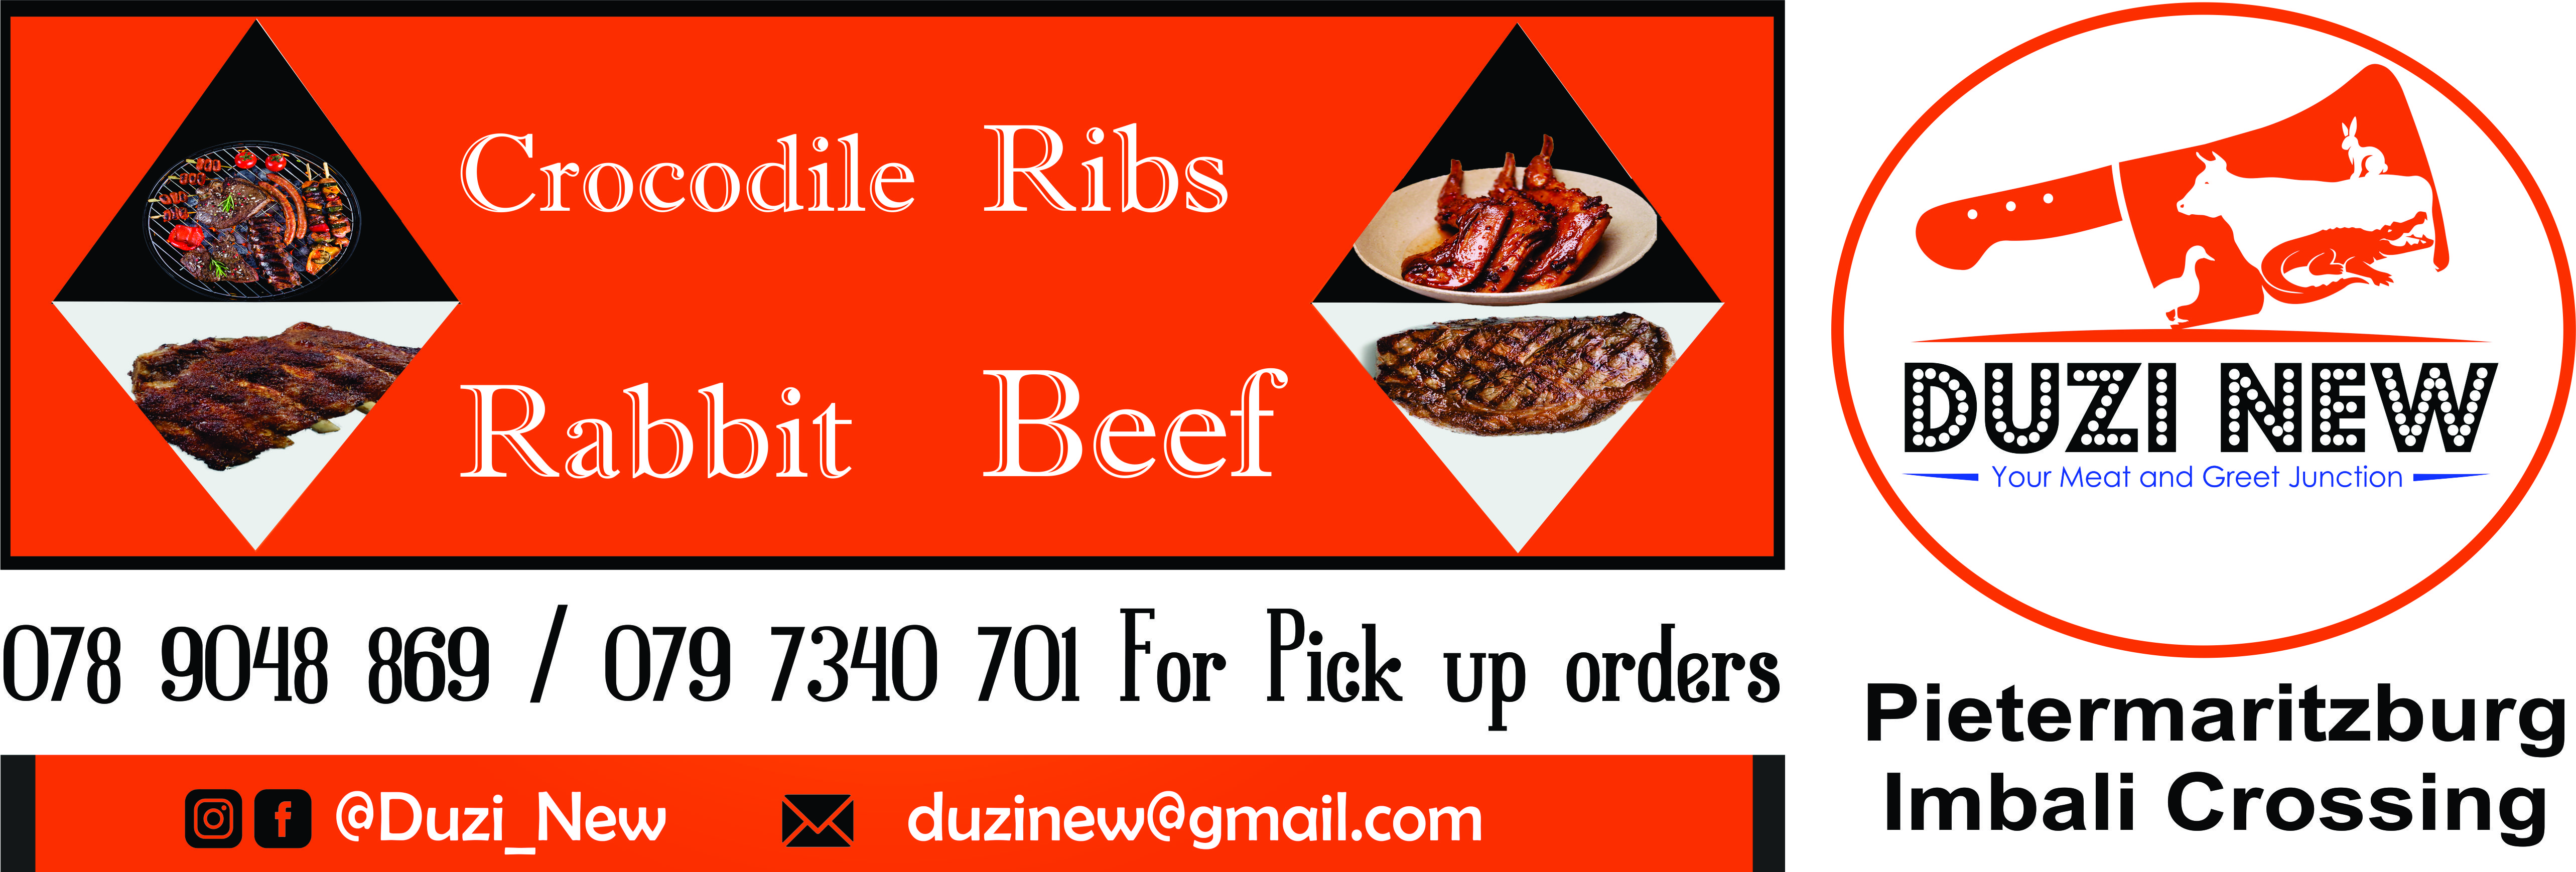 Crocodile Ribs
Rabbit Beef
078 9048 869 / 079 7340 701 For Pick up orders
@Duzi_New duzinew@gmail.com
DUZI NEW
Your Meat and Greet Junction
Pietermaritzburg
Imbali Crossing